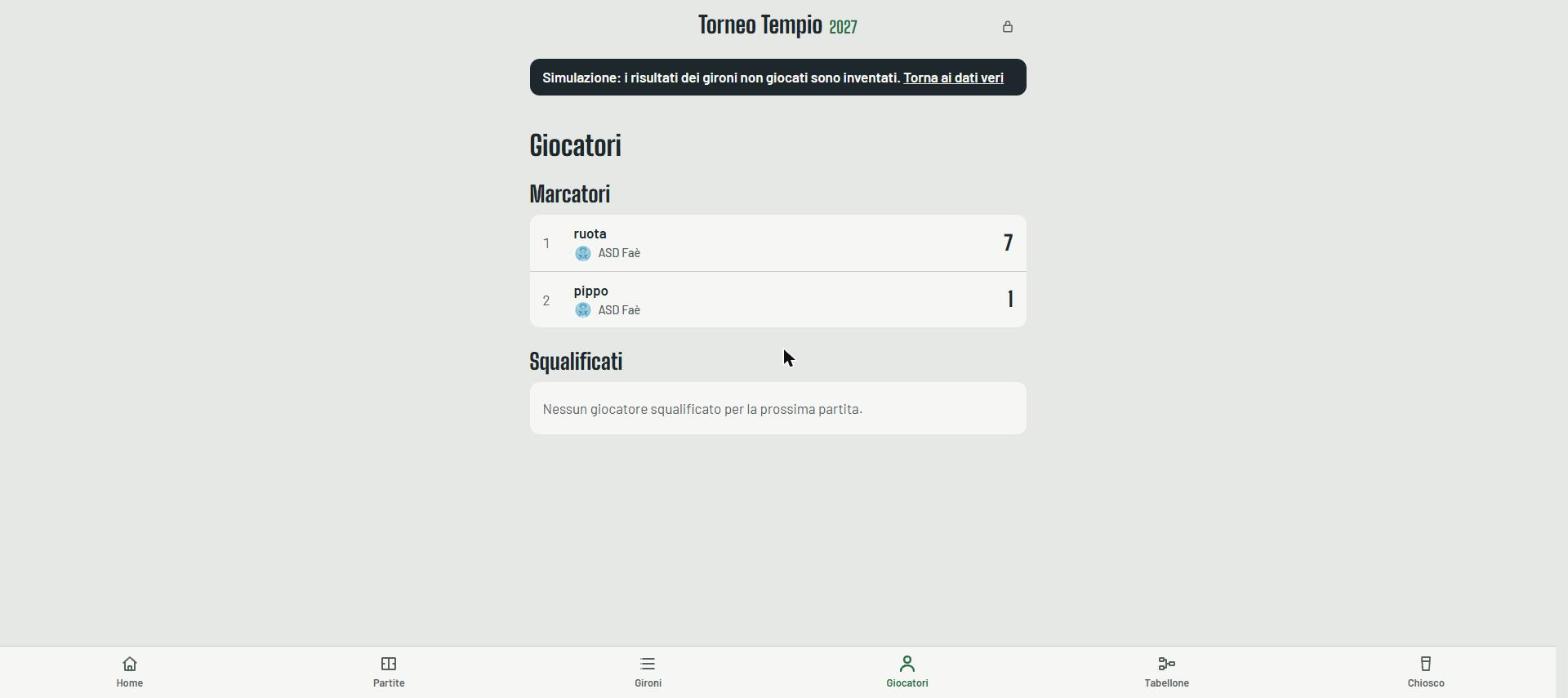 Torneo Tempio 2027
Simulazione: i risultati dei gironi non giocati sono inventati. Torna ai dati veri
Giocatori
Marcatori
1 ruota 7
ASD Faè
2 pippo 1
ASD Faè
Squalificati
Nessun giocatore squalificato per la prossima partita.
Home Partite Gironi Giocatori Tabellone Chiosco